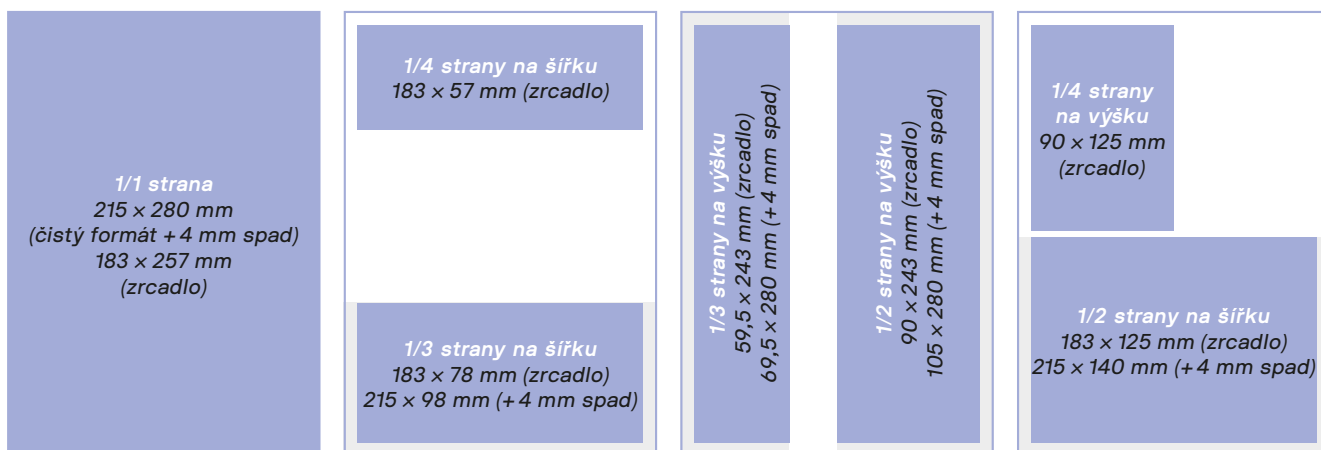 1/1 strana
215 × 280 mm
(čistý formát + 4 mm spad)
183 × 257 mm
(zrcadlo)
1/4 strany na šířku
183 × 57 mm (zrcadlo)
1/3 strany na šířku
183 × 78 mm (zrcadlo)
215 × 98 mm (+ 4 mm spad)
1/3 strany na výšku
59,5 × 243 mm (zrcadlo)
69,5 × 280 mm (+ 4 mm spad)
1/2 strany na výšku
90 × 243 mm (zrcadlo)
105 × 280 mm (+ 4 mm spad)
1/4 strany
na výšku
90 × 125 mm
(zrcadlo)
1/2 strany na šířku
183 × 125 mm (zrcadlo)
215 × 140 mm (+ 4 mm spad)